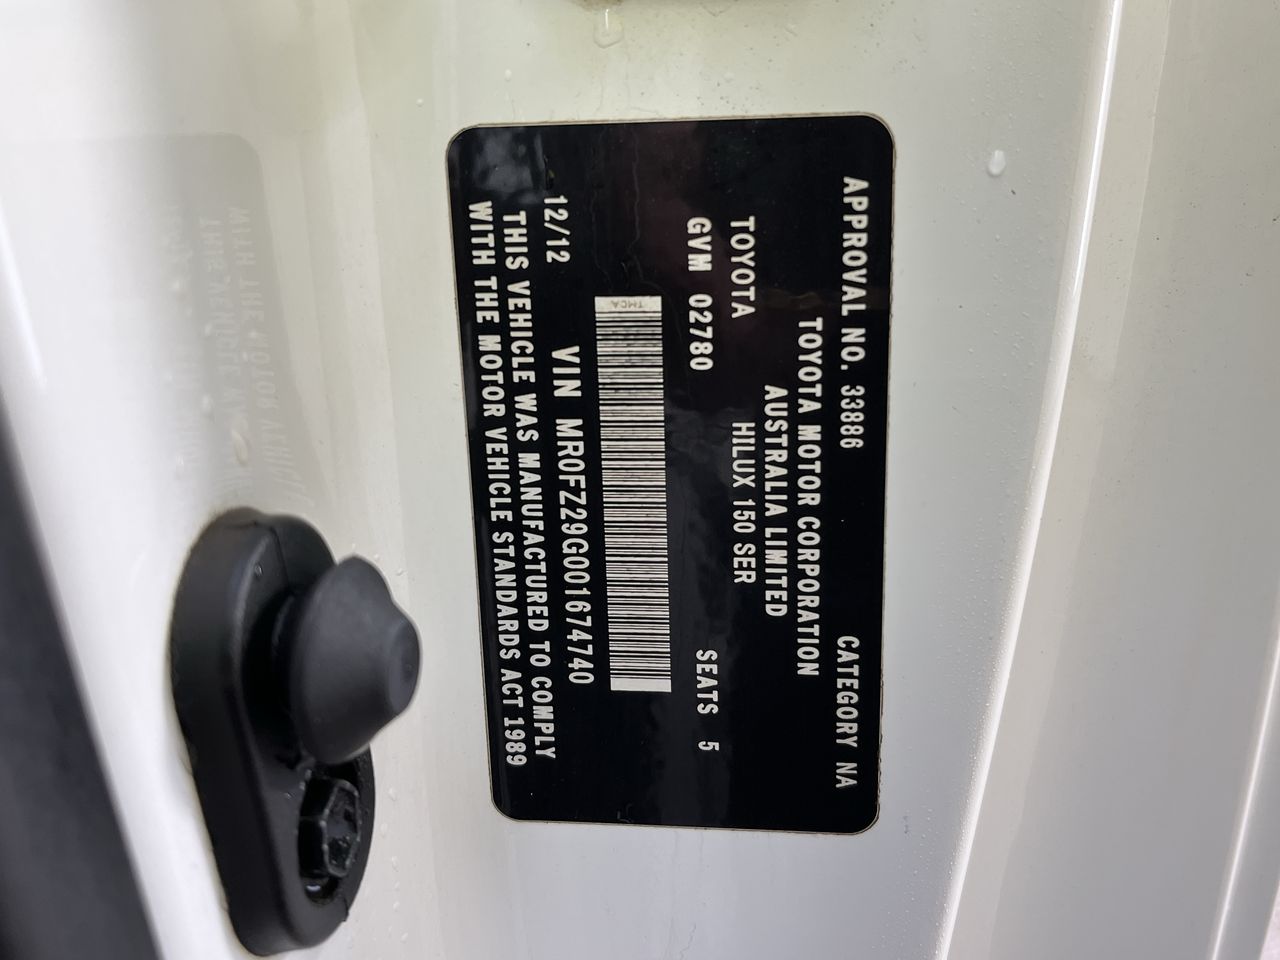 APPROVAL NO. 33886 CATEGORY NA
TOYOTA MOTOR CORPORATION
AUSTRALIA LIMITED
TOYOTA HILUX 150 SER
GVM 02780 SEATS 5
TMCA
12/12 VIN MR0FZ29G001674740
THIS VEHICLE WAS MANUFACTURED TO COMPLY
WITH THE MOTOR VEHICLE STANDARDS ACT 1989